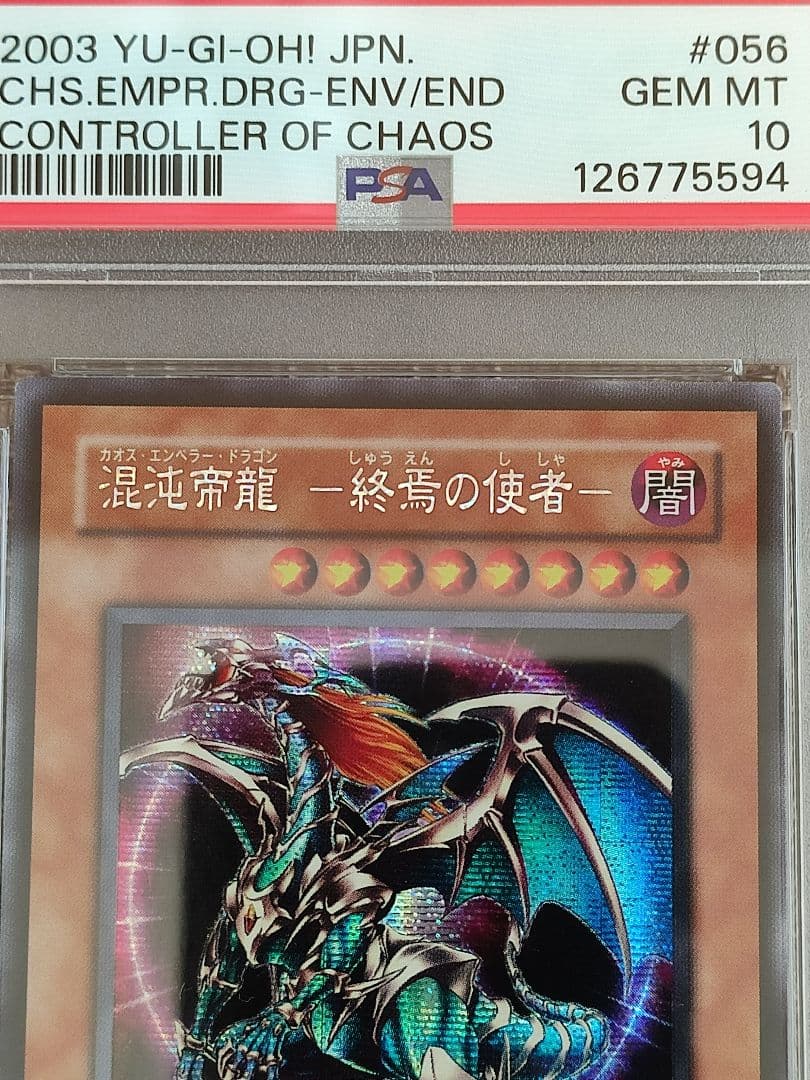 2003 YU-GI-OH! JPN. #056
CHS.EMPR.DRG-ENV/END GEM MT
CONTROLLER OF CHAOS 10
PSA 126775594
カオス・エンペラー・ドラゴン しゅうえん ししゃ やみ
混沌帝龍 －終焉の使者－ 闇